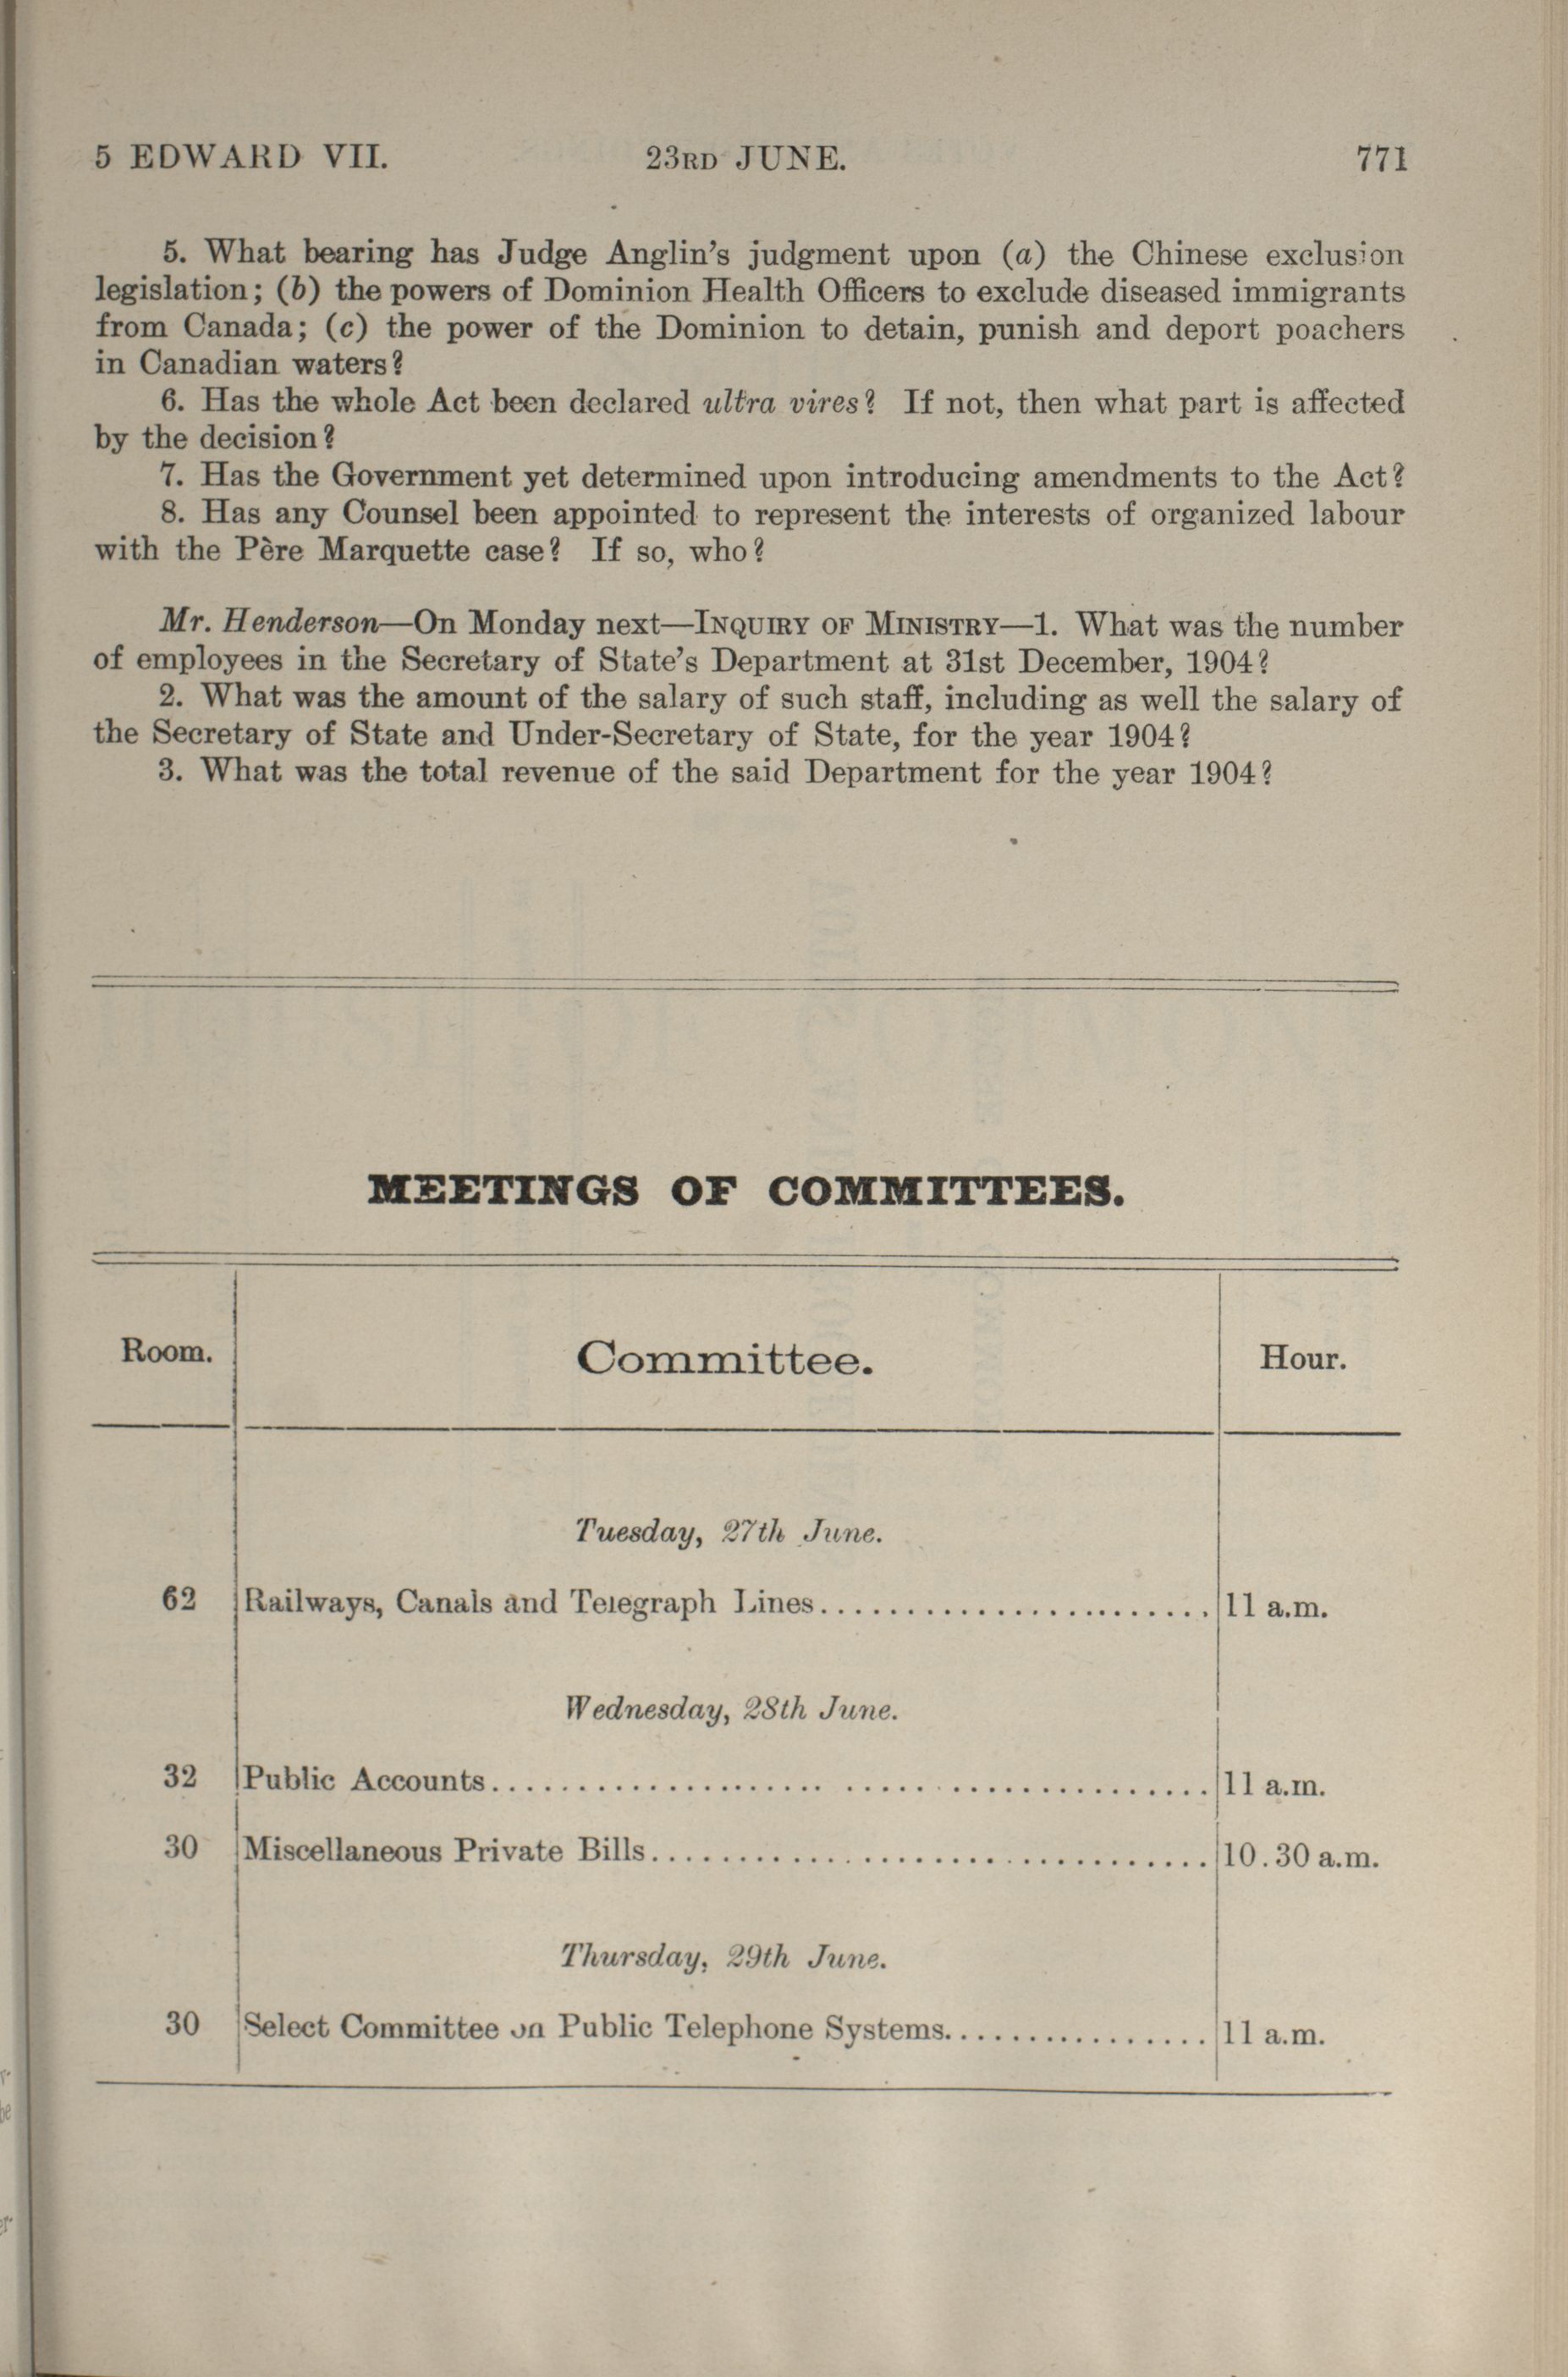 5 EDWARD VII. 23RD JUNE. 771
5. What bearing has Judge Anglin's judgment upon (a) the Chinese exclusion
legislation; (b) the powers of Dominion Health Officers to exclude diseased immigrants
from Canada; (c) the power of the Dominion to detain, punish and deport poachers
in Canadian waters?
6. Has the whole Act been declared ultra vires? If not, then what part is affected
by the decision?
7. Has the Government yet determined upon introducing amendments to the Act?
8. Has any Counsel been appointed to represent the interests of organized labour
with the Père Marquette case? If so, who?
Mr. Henderson—On Monday next—INQUIRY OF MINISTRY—1. What was the number
of employees in the Secretary of State's Department at 31st December, 1904?
2. What was the amount of the salary of such staff, including as well the salary of
the Secretary of State and Under-Secretary of State, for the year 1904?
3. What was the total revenue of the said Department for the year 1904?
MEETINGS OF COMMITTEES.
Room. Committee. Hour.
Tuesday, 27th June.
62 Railways, Canals and Telegraph Lines........................ 11 a.m.
Wednesday, 28th June.
32 Public Accounts........................................ 11 a.m.
30 Miscellaneous Private Bills................................ 10.30 a.m.
Thursday, 29th June.
30 Select Committee on Public Telephone Systems................ 11 a.m.